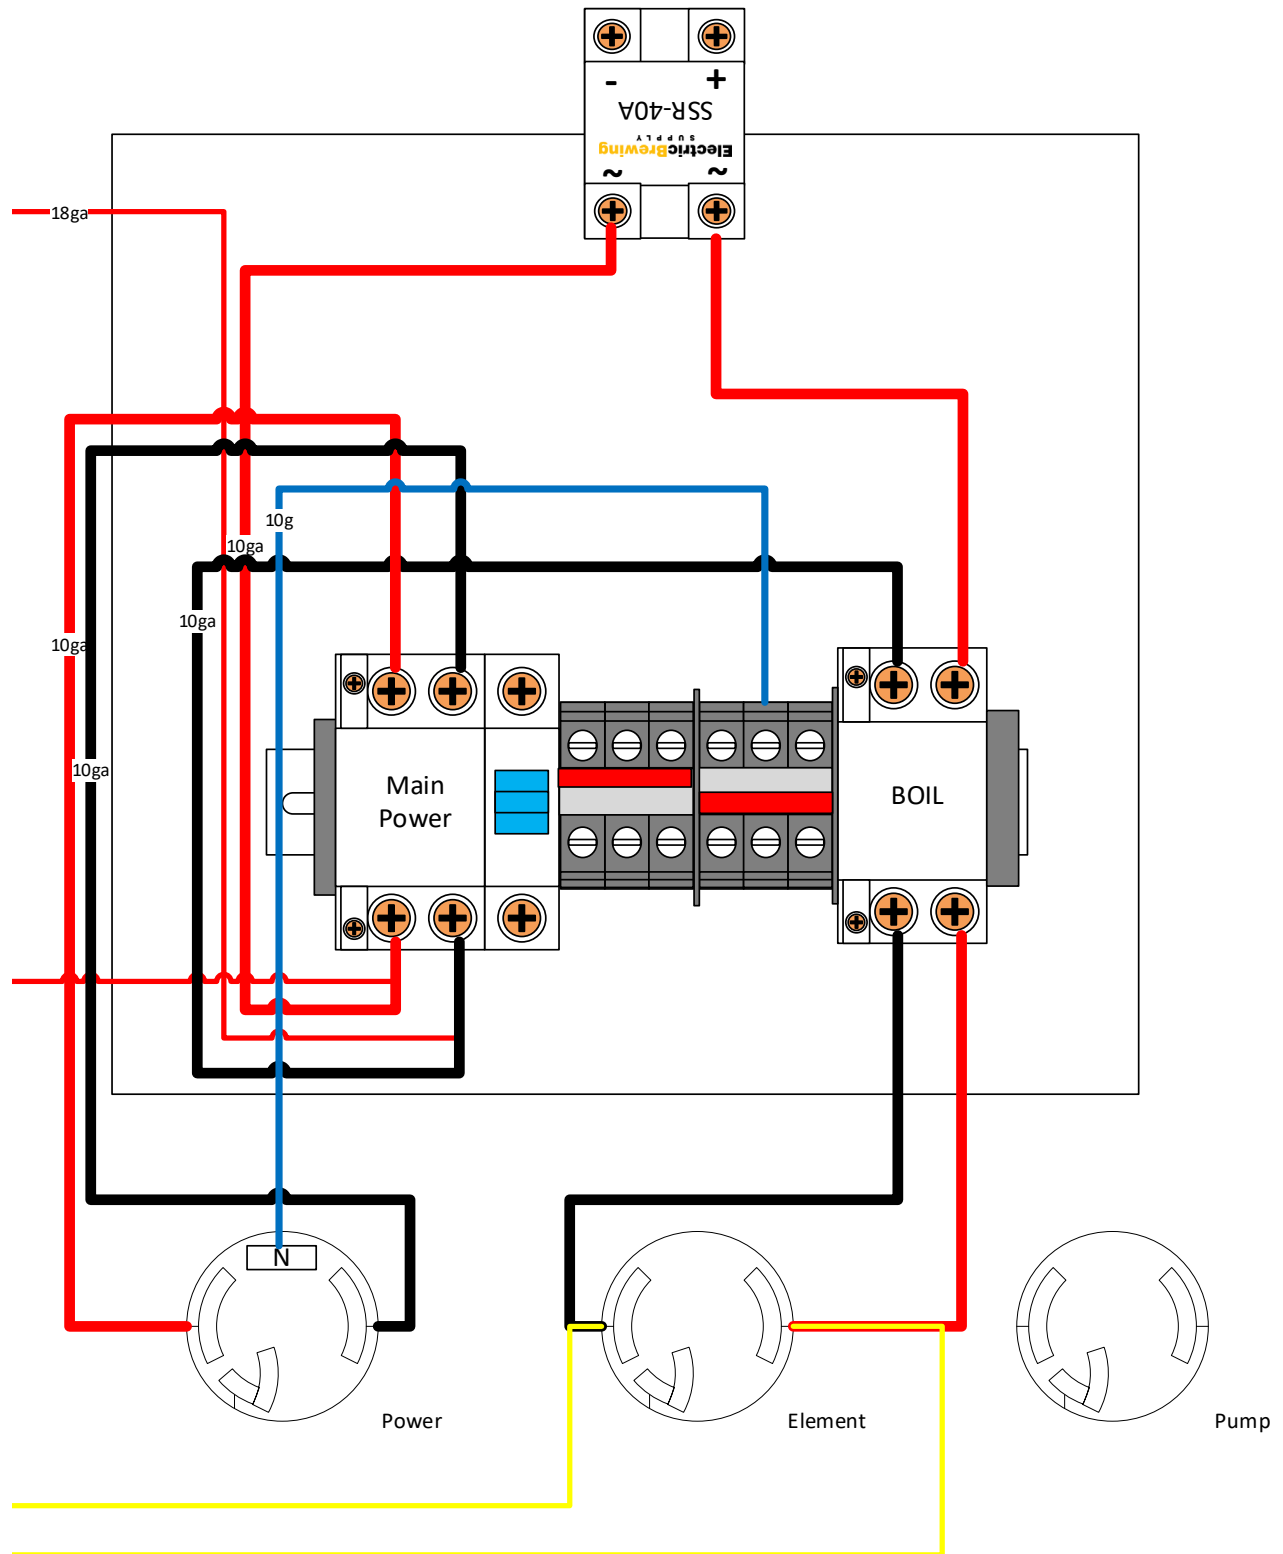 -
+
SSR-40A
SUPPLY
ElectricBrewing
~
~
18ga
10g
10ga
10ga
10ga
10ga
Main
Power
BOIL
N
Power
Element
Pump